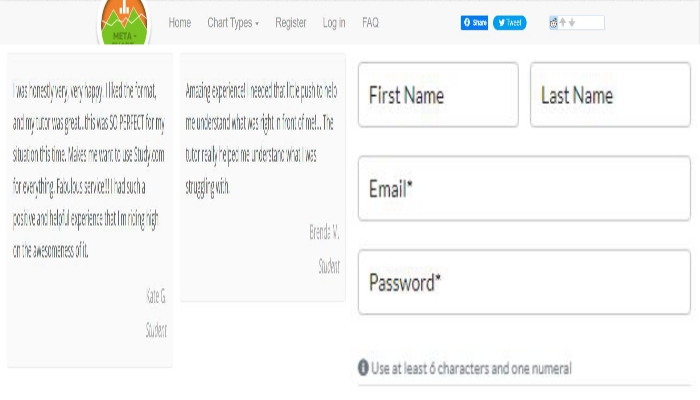 META -
Home Chart Types Register Log in FAQ
Share Tweet
I was honestly very, very happy. I liked the format,
and my tutor was great...this was SO PERFECT for my
situation this time. Makes me want to use Study.com
for everything. Fabulous service!!! I had such a
positive and helpful experience that I'm riding high
on the awesomeness of it.
Kate G.
Student
Amazing experience! I needed that little push to help
me understand what was right in front of me!... The
tutor really helped me understand what I was
struggling with.
Brenda M.
Student
First Name
Last Name
Email*
Password*
Use at least 6 characters and one numeral